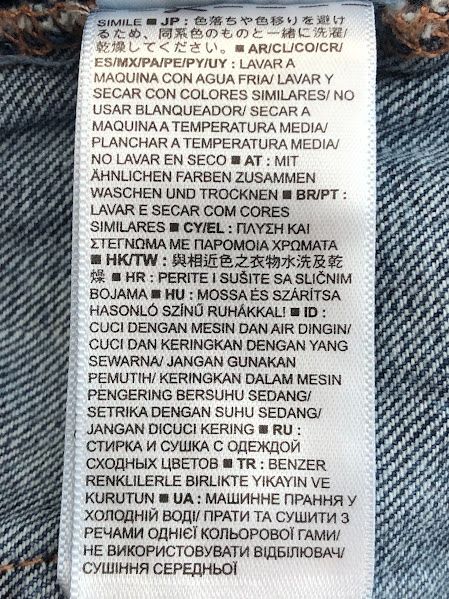 SIMILE ■ JP : 色落ちや色移りを避け
るため、同系色のものと一緒に洗濯/
乾燥してください。 ■ AR/CL/CO/CR/
ES/MX/PA/PE/PY/UY : LAVAR A
MAQUINA CON AGUA FRIA/ LAVAR Y
SECAR CON COLORES SIMILARES/ NO
USAR BLANQUEADOR/ SECAR A
MAQUINA A TEMPERATURA MEDIA/
PLANCHAR A TEMPERATURA MEDIA/
NO LAVAR EN SECO ■ AT : MIT
ÄHNLICHEN FARBEN ZUSAMMEN
WASCHEN UND TROCKNEN ■ BR/PT :
LAVAR E SECAR COM CORES
SIMILARES ■ CY/EL : ΠΛΥΣΗ ΚΑΙ
ΣΤΕΓΝΩΜΑ ΜΕ ΠΑΡΟΜΟΙΑ ΧΡΩΜΑΤΑ
■ HK/TW : 與相近色之衣物水洗及乾
燥 ■ HR : PERITE I SUŠITE SA SLIČNIM
BOJAMA ■ HU : MOSSA ÉS SZÁRÍTSA
HASONLÓ SZÍNŰ RUHÁKKAL! ■ ID :
CUCI DENGAN MESIN DAN AIR DINGIN/
CUCI DAN KERINGKAN DENGAN YANG
SEWARNA/ JANGAN GUNAKAN
PEMUTIH/ KERINGKAN DALAM MESIN
PENGERING BERSUHU SEDANG/
SETRIKA DENGAN SUHU SEDANG/
JANGAN DICUCI KERING ■ RU :
СТИРКА И СУШКА С ОДЕЖДОЙ
СХОДНЫХ ЦВЕТОВ ■ TR : BENZER
RENKLILERLE BIRLIKTE YIKAYIN VE
KURUTUN ■ UA : МАШИННЕ ПРАННЯ У
ХОЛОДНІЙ ВОДІ/ ПРАТИ ТА СУШИТИ З
РЕЧАМИ ОДНІЄЇ КОЛЬОРОВОЇ ГАМИ/
НЕ ВИКОРИСТОВУВАТИ ВІДБІЛЮВАЧ/
СУШІННЯ СЕРЕДНЬОЇ